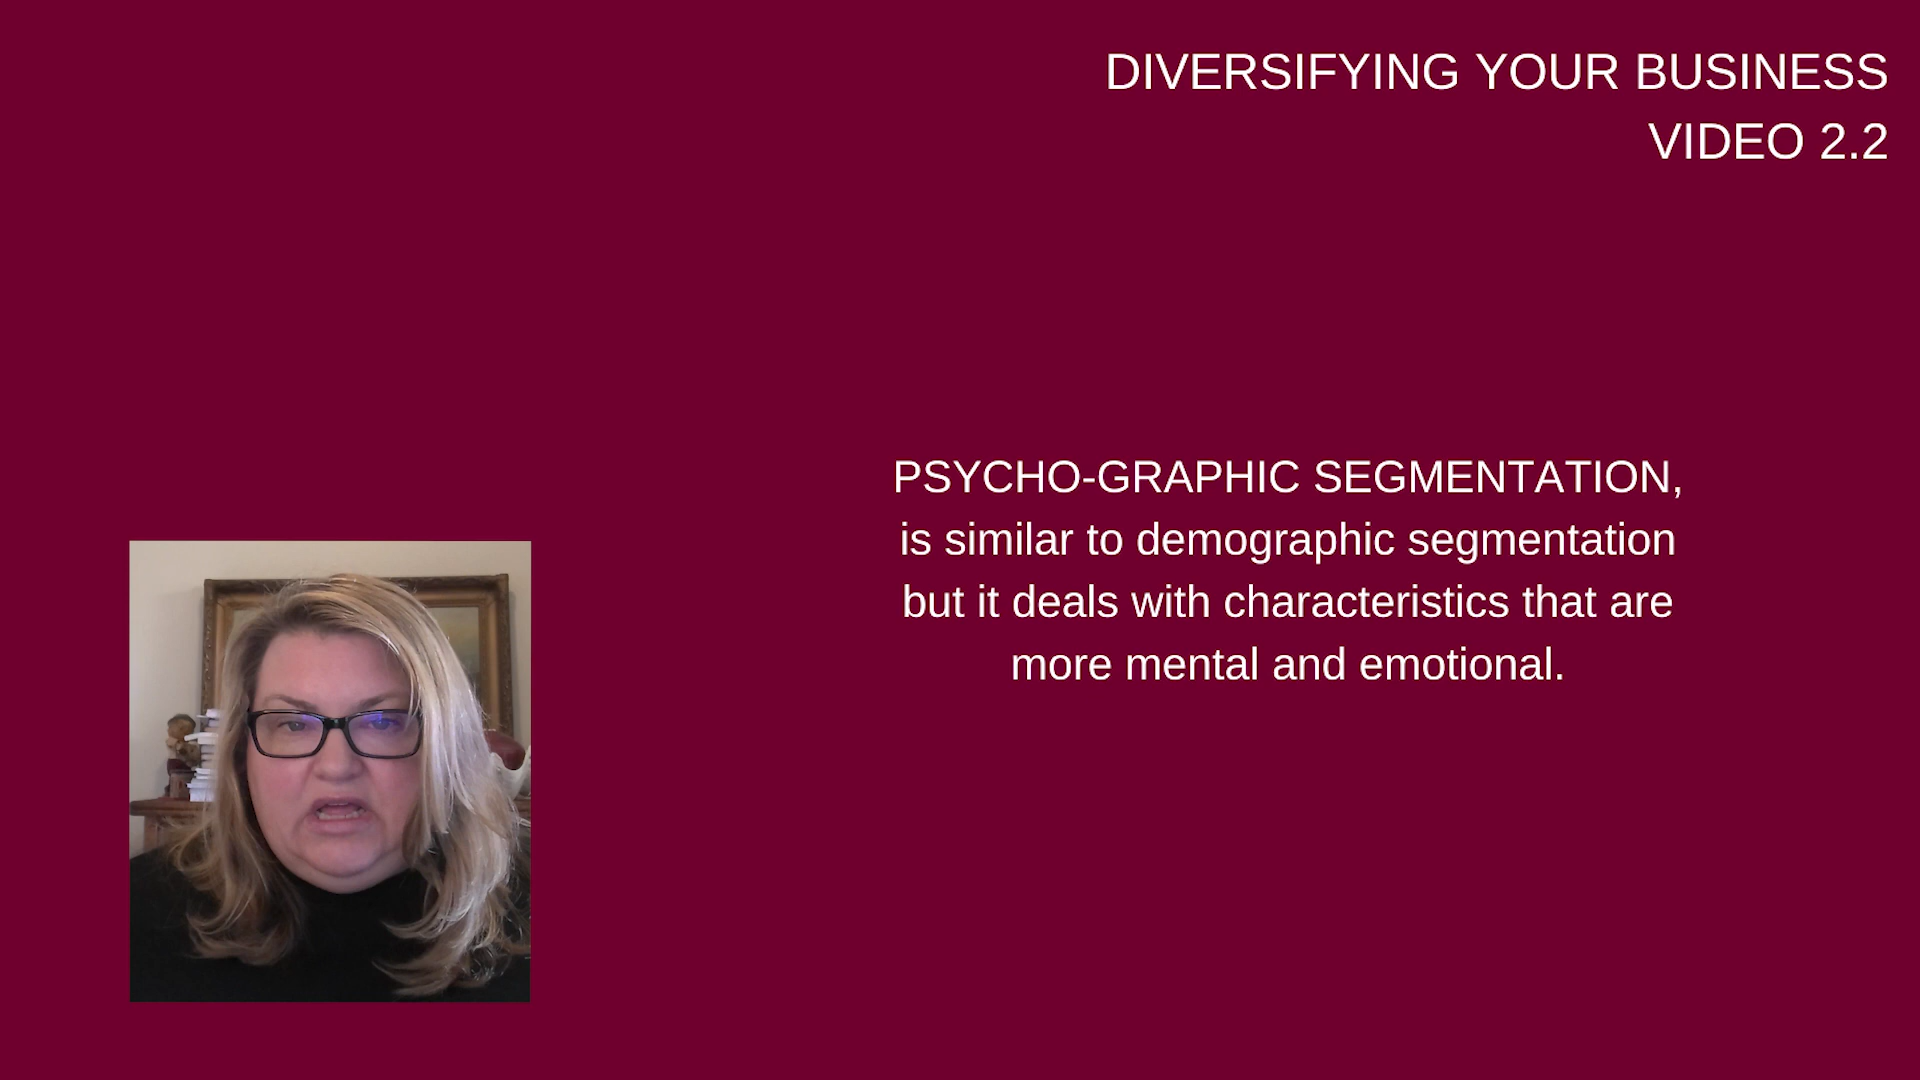 DIVERSIFYING YOUR BUSINESS
VIDEO 2.2
PSYCHO-GRAPHIC SEGMENTATION,
is similar to demographic segmentation
but it deals with characteristics that are
more mental and emotional.